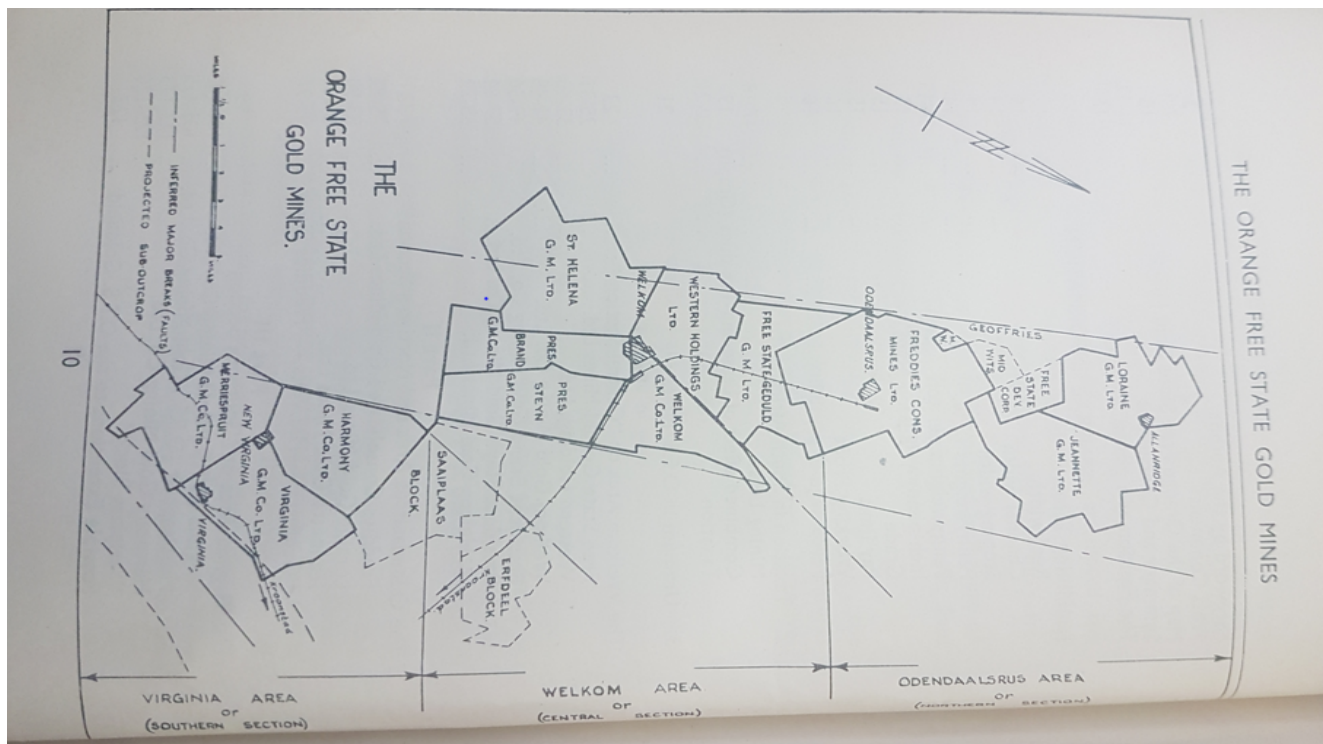 THE ORANGE FREE STATE GOLD MINES
THE
ORANGE FREE STATE
GOLD MINES.
MILES
MILES
INFERRED MAJOR BREAKS (FAULTS)
PROJECTED SUB-OUTCROP
LORAINE
G.M. LTD.
ALLANRIDGE
JEANNETTE
G.M. LTD.
GEOFFRIES
FREE
STATE
DEV
CORP.
MID
WITS
FREDDIES CONS.
MINES LTD.
ODENDAALSRUS.
FREE STATE/GEDULD
G. M. LTD.
WESTERN HOLDINGS
LTD.
WELKOM
WELKOM
G M CO. LTD.
ST. HELENA
G. M. LTD.
PRES
BRAND
G.M.CO.LTD.
PRES
STEYN
G M CO.LTD.
SAAIPLAAS
BLOCK.
ERFDEEL
BLOCK.
HARMONY
G. M. CO. LTD.
MERRIESPRUIT
G. M. CO. LTD.
NEW VIRGINIA
VIRGINIA
G.M. CO. LTD.
VIRGINIA.
Kroonstad
ODENDAALSRUS AREA
or
(NORTHERN SECTION)
WELKOM AREA
or
(CENTRAL SECTION)
VIRGINIA AREA
or
(SOUTHERN SECTION)
10